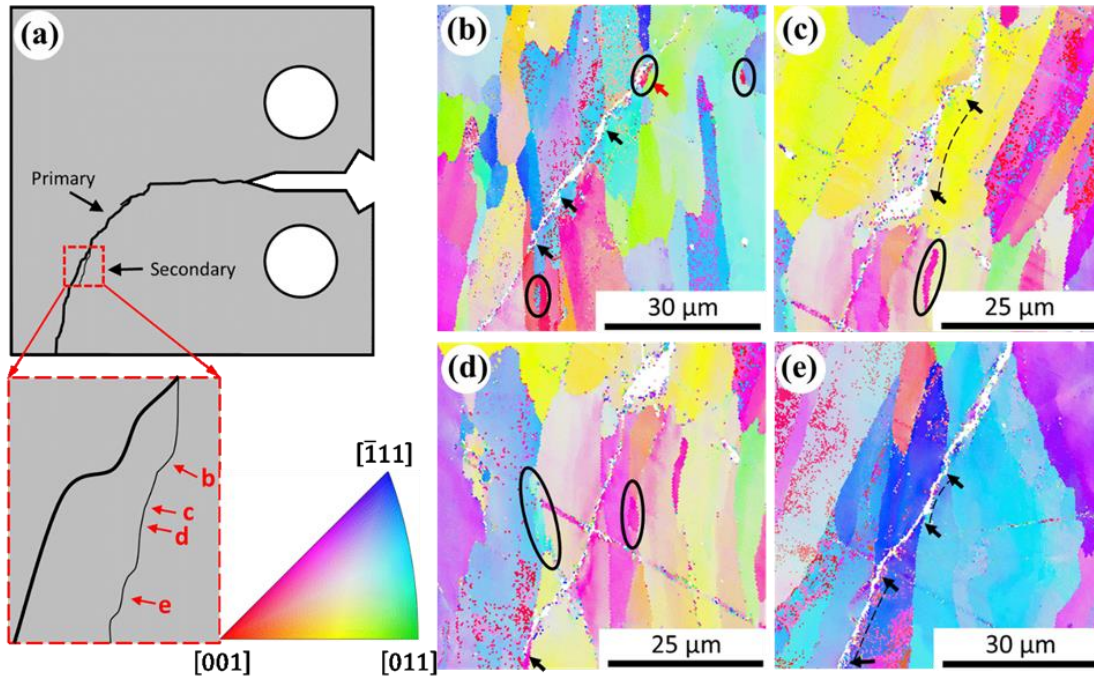 (a)
Primary
Secondary
b
c
d
e
[1̄11]
[001]
[011]
(b)
30 μm
(c)
25 μm
(d)
25 μm
(e)
30 μm